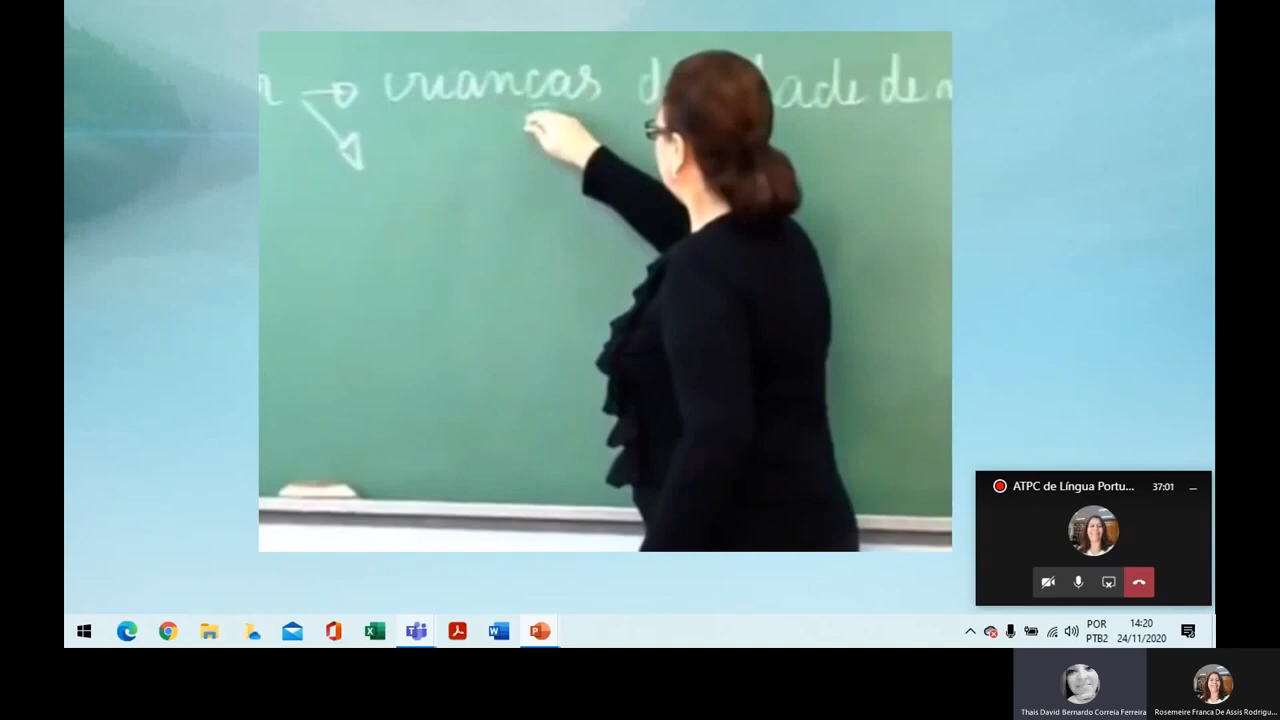 crianças
de
ATPC de Língua Portu... 37:01
POR
PTB2
14:20
24/11/2020
Thais David Bernardo Correia Ferreira
Rosemeire Franca De Assis Rodrigu...